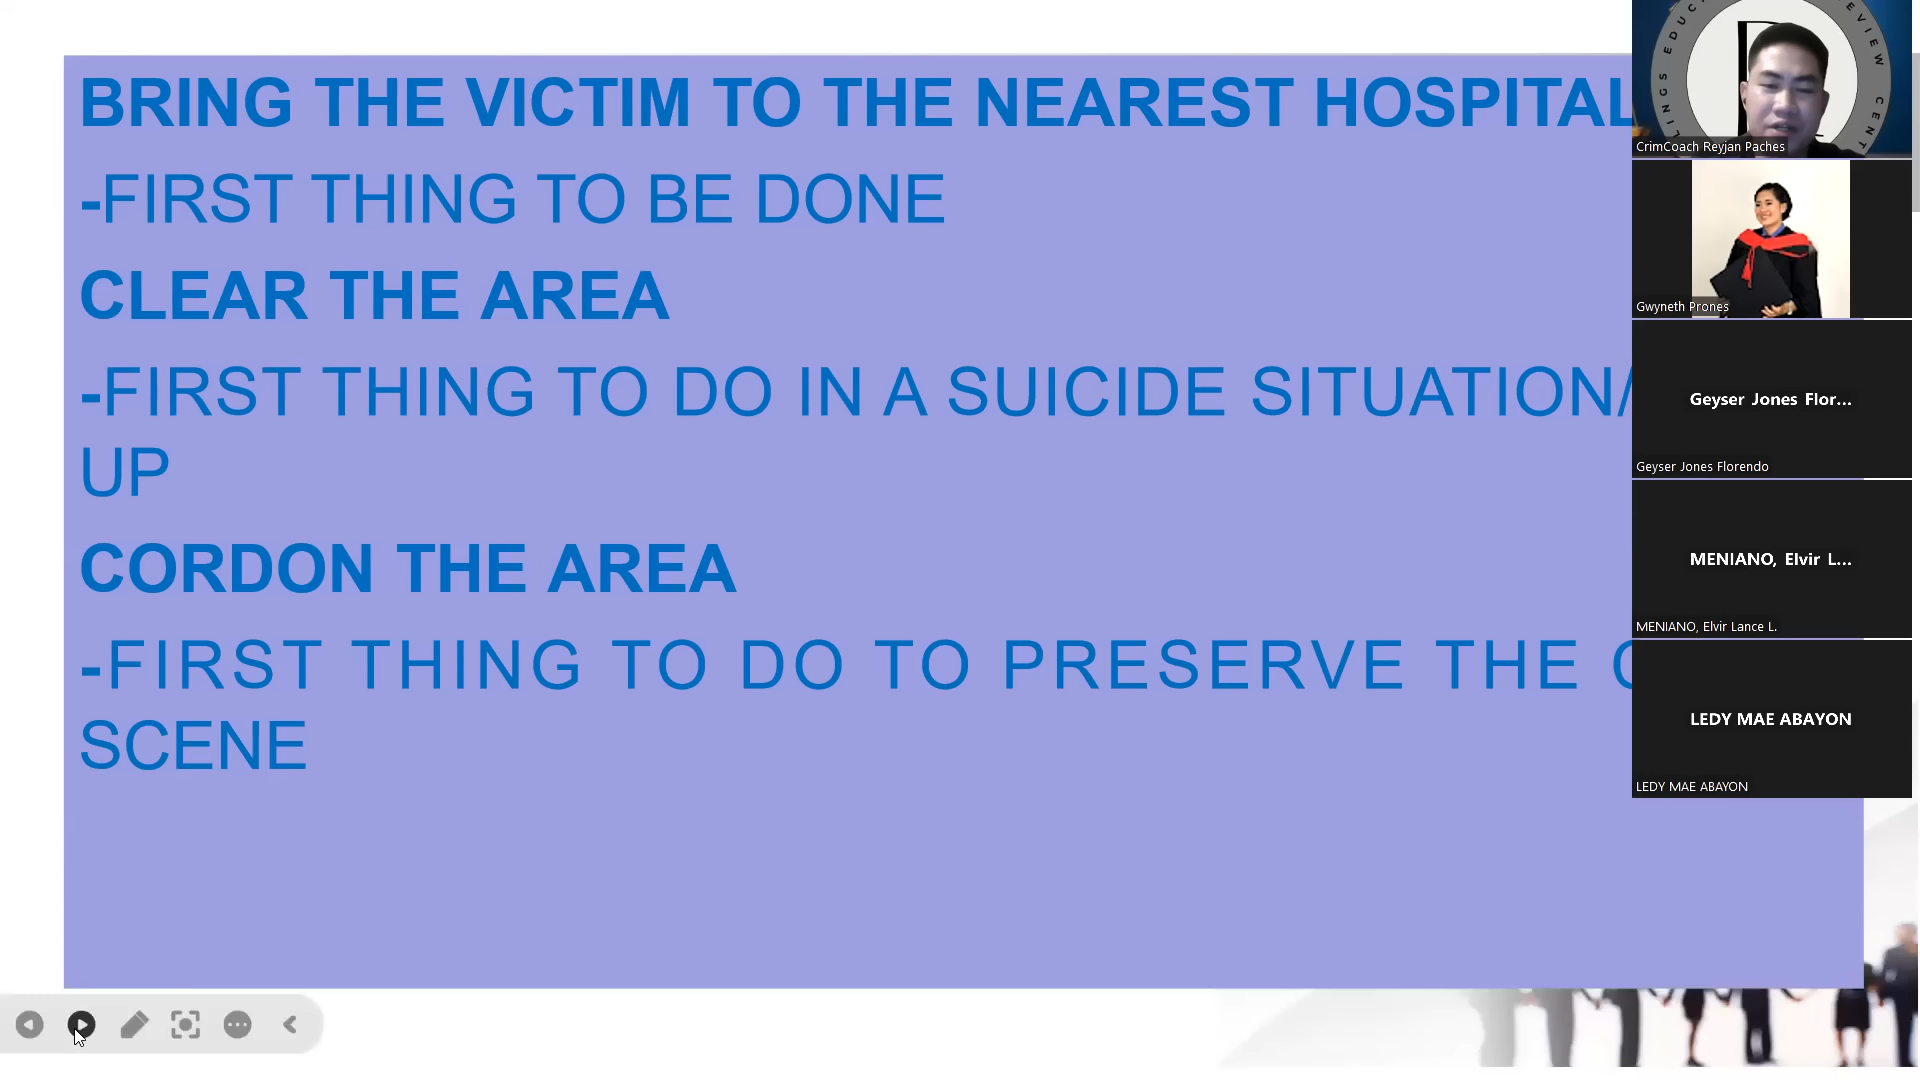 BRING THE VICTIM TO THE NEAREST HOSPITAL
-FIRST THING TO BE DONE
CLEAR THE AREA
-FIRST THING TO DO IN A SUICIDE SITUATION/
UP
CORDON THE AREA
-FIRST THING TO DO TO PRESERVE THE
SCENE
CrimCoach Reyjan Paches
Gwyneth Prones
Geyser Jones Flor...
Geyser Jones Florendo
MENIANO, Elvir L...
MENIANO, Elvir Lance L.
LEDY MAE ABAYON
LEDY MAE ABAYON